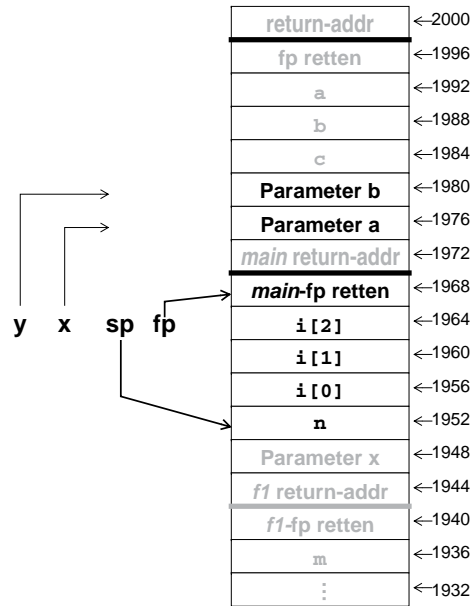 return-addr ←2000
fp retten ←1996
a ←1992
b ←1988
c ←1984
Parameter b ←1980
Parameter a ←1976
main return-addr ←1972
main-fp retten ←1968
y x sp fp
i[2] ←1964
i[1] ←1960
i[0] ←1956
n ←1952
Parameter x ←1948
f1 return-addr ←1944
f1-fp retten ←1940
m ←1936
⋮ ←1932